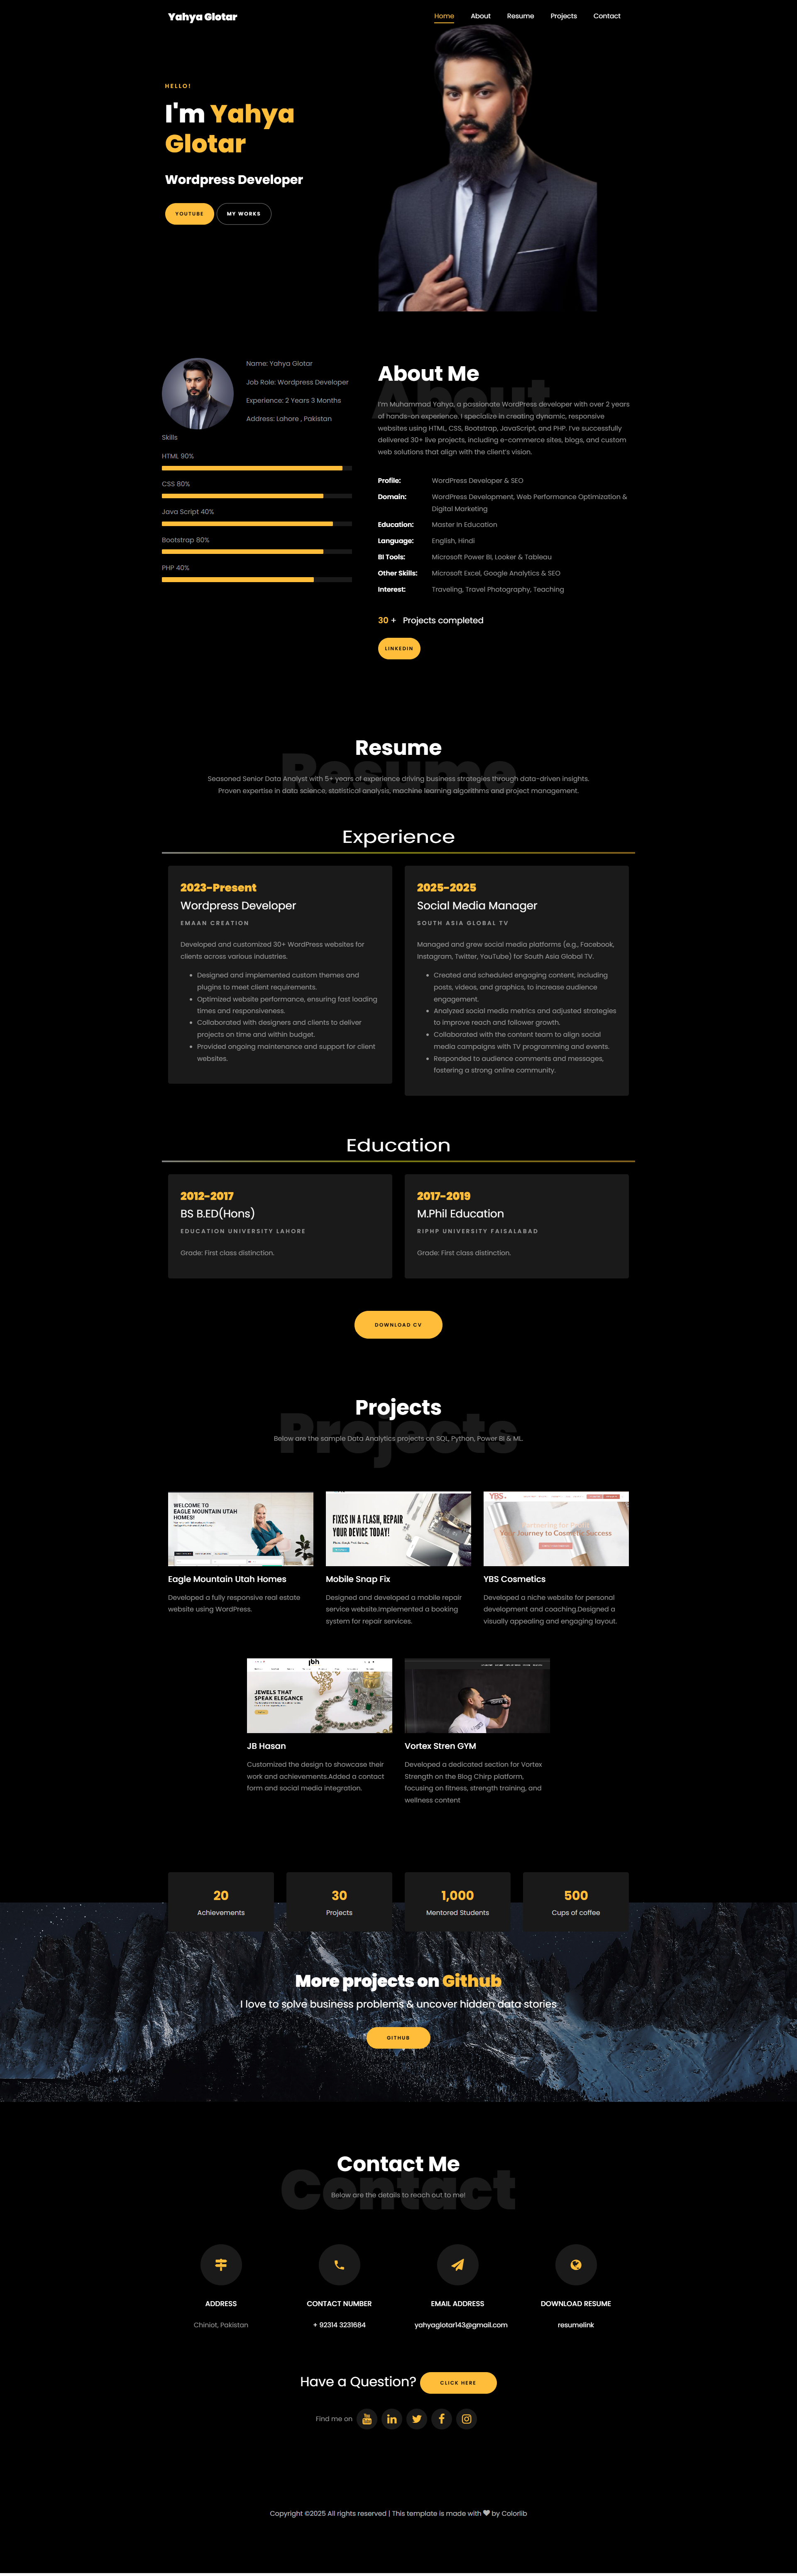 Yahya Glotar
Home About Resume Projects Contact
HELLO!
I'm Yahya
Glotar
Wordpress Developer
YOUTUBE MY WORKS
Name: Yahya Glotar
Job Role: Wordpress Developer
Experience: 2 Years 3 Months
Address: Lahore , Pakistan
Skills
HTML 90%
CSS 80%
Java Script 40%
Bootstrap 80%
PHP 40%
About
About Me
I'm Muhammad Yahya, a passionate WordPress developer with over 2 years
of hands-on experience. I specialize in creating dynamic, responsive
websites using HTML, CSS, Bootstrap, JavaScript, and PHP. I've successfully
delivered 30+ live projects, including e-commerce sites, blogs, and custom
web solutions that align with the client's vision.
Profile: WordPress Developer & SEO
Domain: WordPress Development, Web Performance Optimization &
Digital Marketing
Education: Master In Education
Language: English, Hindi
BI Tools: Microsoft Power BI, Looker & Tableau
Other Skills: Microsoft Excel, Google Analytics & SEO
Interest: Traveling, Travel Photography, Teaching
30 + Projects completed
LINKEDIN
Resume
Resume
Seasoned Senior Data Analyst with 5+ years of experience driving business strategies through data-driven insights.
Proven expertise in data science, statistical analysis, machine learning algorithms and project management.
Experience
2023-Present
Wordpress Developer
EMAAN CREATION
Developed and customized 30+ WordPress websites for
clients across various industries.
Designed and implemented custom themes and
plugins to meet client requirements.
Optimized website performance, ensuring fast loading
times and responsiveness.
Collaborated with designers and clients to deliver
projects on time and within budget.
Provided ongoing maintenance and support for client
websites.
2025-2025
Social Media Manager
SOUTH ASIA GLOBAL TV
Managed and grew social media platforms (e.g., Facebook,
Instagram, Twitter, YouTube) for South Asia Global TV.
Created and scheduled engaging content, including
posts, videos, and graphics, to increase audience
engagement.
Analyzed social media metrics and adjusted strategies
to improve reach and follower growth.
Collaborated with the content team to align social
media campaigns with TV programming and events.
Responded to audience comments and messages,
fostering a strong online community.
Education
2012-2017
BS B.ED(Hons)
EDUCATION UNIVERSITY LAHORE
Grade: First class distinction.
2017-2019
M.Phil Education
RIPHP UNIVERSITY FAISALABAD
Grade: First class distinction.
DOWNLOAD CV
Projects
Projects
Below are the sample Data Analytics projects on SQL, Python, Power BI & ML.
WELCOME TO
EAGLE MOUNTAIN UTAH
HOMES!
Eagle Mountain Utah Homes
Developed a fully responsive real estate
website using WordPress.
FIXES IN A FLASH, REPAIR
YOUR DEVICE TODAY!
Mobile Snap Fix
Designed and developed a mobile repair
service website.Implemented a booking
system for repair services.
YBS.
Your Journey to Cosmetic Success
YBS Cosmetics
Developed a niche website for personal
development and coaching.Designed a
visually appealing and engaging layout.
jbh
JEWELS THAT
SPEAK ELEGANCE
JB Hasan
Customized the design to showcase their
work and achievements.Added a contact
form and social media integration.
Vortex Stren GYM
Developed a dedicated section for Vortex
Strength on the Blog Chirp platform,
focusing on fitness, strength training, and
wellness content
20
Achievements
30
Projects
1,000
Mentored Students
500
Cups of coffee
More projects on Github
I love to solve business problems & uncover hidden data stories
GITHUB
Contact
Contact Me
Below are the details to reach out to me!
ADDRESS
Chiniot, Pakistan
CONTACT NUMBER
+ 92314 3231684
EMAIL ADDRESS
yahyaglotar143@gmail.com
DOWNLOAD RESUME
resumelink
Have a Question? CLICK HERE
Find me on
Copyright ©2025 All rights reserved | This template is made with ♥ by Colorlib